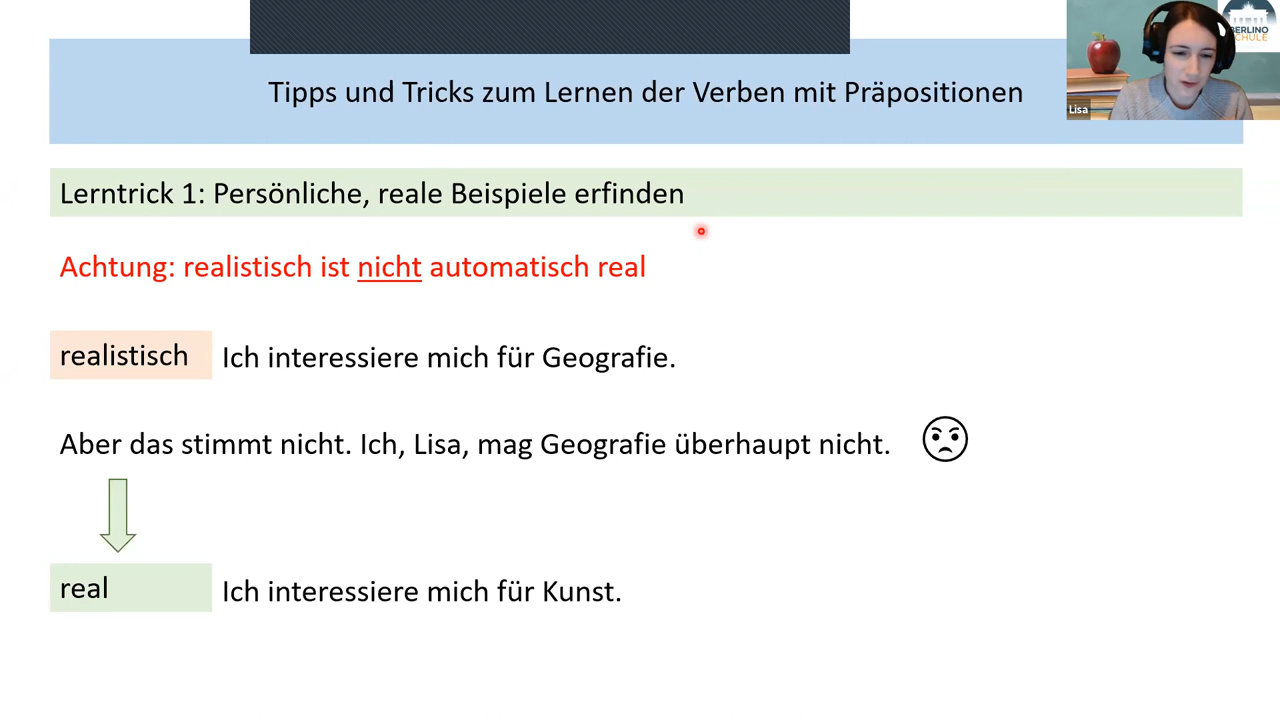 Tipps und Tricks zum Lernen der Verben mit Präpositionen
Lisa
BERLINO
SCHULE
Lerntrick 1: Persönliche, reale Beispiele erfinden
Achtung: realistisch ist nicht automatisch real
realistisch Ich interessiere mich für Geografie.
Aber das stimmt nicht. Ich, Lisa, mag Geografie überhaupt nicht.
real Ich interessiere mich für Kunst.